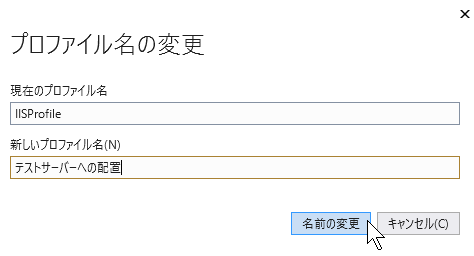 プロファイル名の変更
現在のプロファイル名
IISProfile
新しいプロファイル名(N)
テストサーバーへの配置
名前の変更 キャンセル(C)